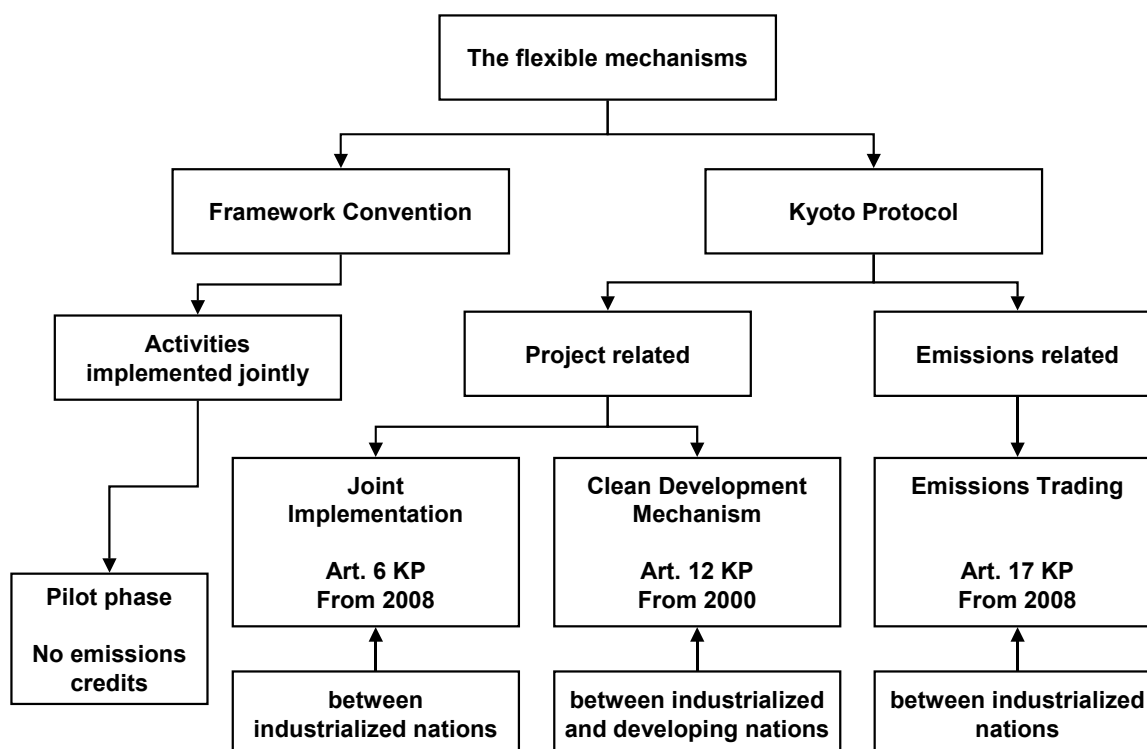 The flexible mechanisms
Framework Convention
Kyoto Protocol
Activities
implemented jointly
Project related
Emissions related
Joint
Implementation
Art. 6 KP
From 2008
Clean Development
Mechanism
Art. 12 KP
From 2000
Emissions Trading
Art. 17 KP
From 2008
Pilot phase
No emissions
credits
between
industrialized nations
between industrialized
and developing nations
between industrialized
nations